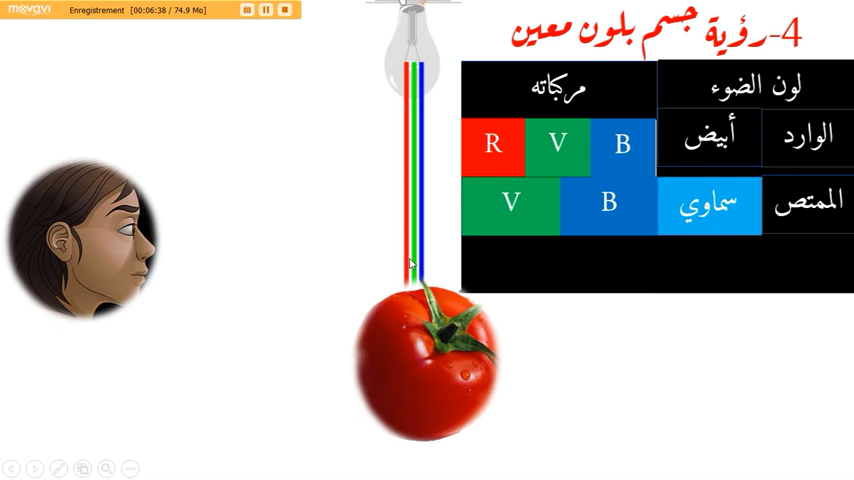 movavi
Enregistrement [00:06:38 / 74.9 Mo]
4-رؤية جسم بلون معين
لون الضوء مركباته
الوارد أبيض B V R
الممتص سماوي B V